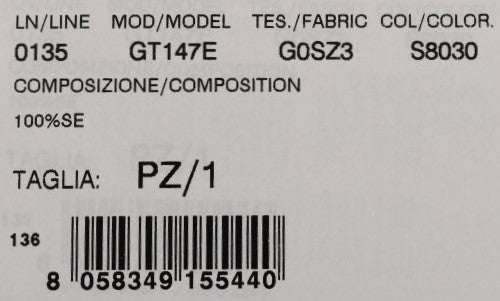 LN/LINE MOD/MODEL TES./FABRIC COL/COLOR.
0135 GT147E G0SZ3 S8030
COMPOSIZIONE/COMPOSITION
100%SE
TAGLIA: PZ/1
136
8 058349 155440